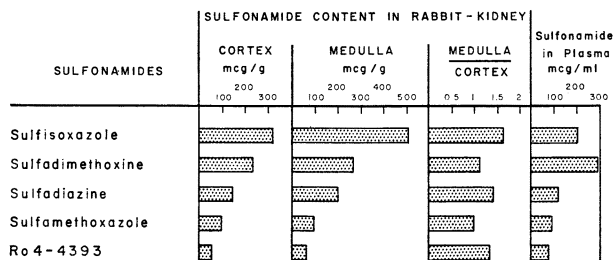 SULFONAMIDE CONTENT IN RABBIT-KIDNEY
SULFONAMIDES
CORTEX
mcg/g
MEDULLA
mcg/g
MEDULLA
CORTEX
Sulfonamide
in Plasma
mcg/ml
200
100 300
200 400
100 300 500
0.5 1 1.5 2
200
100 300
Sulfisoxazole
Sulfadimethoxine
Sulfadiazine
Sulfamethoxazole
Ro 4-4393